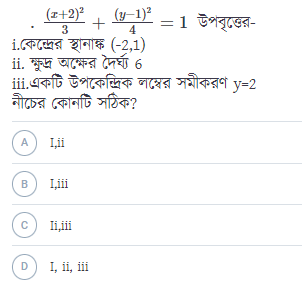 . (x+2)²/3 + (y−1)²/4 = 1 উপবৃত্তের-
i.কেন্দ্রের স্থানাঙ্ক (-2,1)
ii. ক্ষুদ্র অক্ষের দৈর্ঘ্য 6
iii.একটি উপকেন্দ্রিক লম্বের সমীকরণ y=2
নীচের কোনটি সঠিক?
A I,ii
B I,iii
C Ii,iii
D I, ii, iii